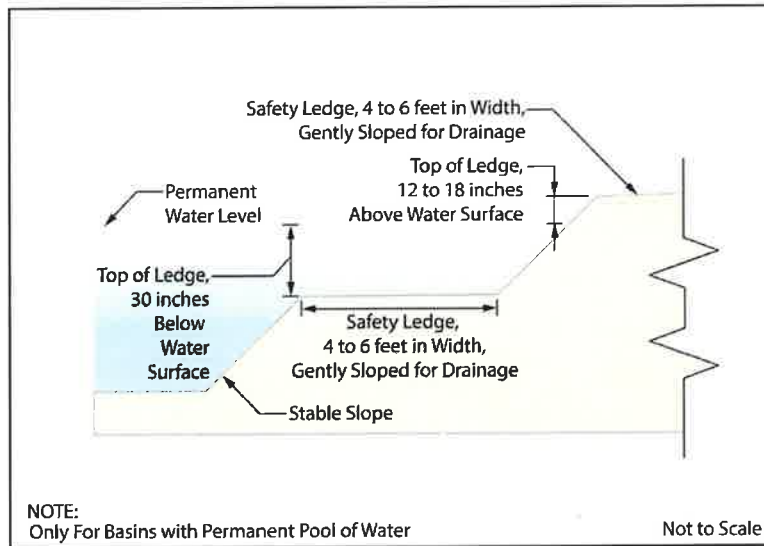 Safety Ledge, 4 to 6 feet in Width,
Gently Sloped for Drainage
Top of Ledge,
12 to 18 inches
Above Water Surface
Permanent
Water Level
Top of Ledge,
30 inches
Below
Water
Surface
Safety Ledge,
4 to 6 feet in Width,
Gently Sloped for Drainage
Stable Slope
NOTE:
Only For Basins with Permanent Pool of Water
Not to Scale